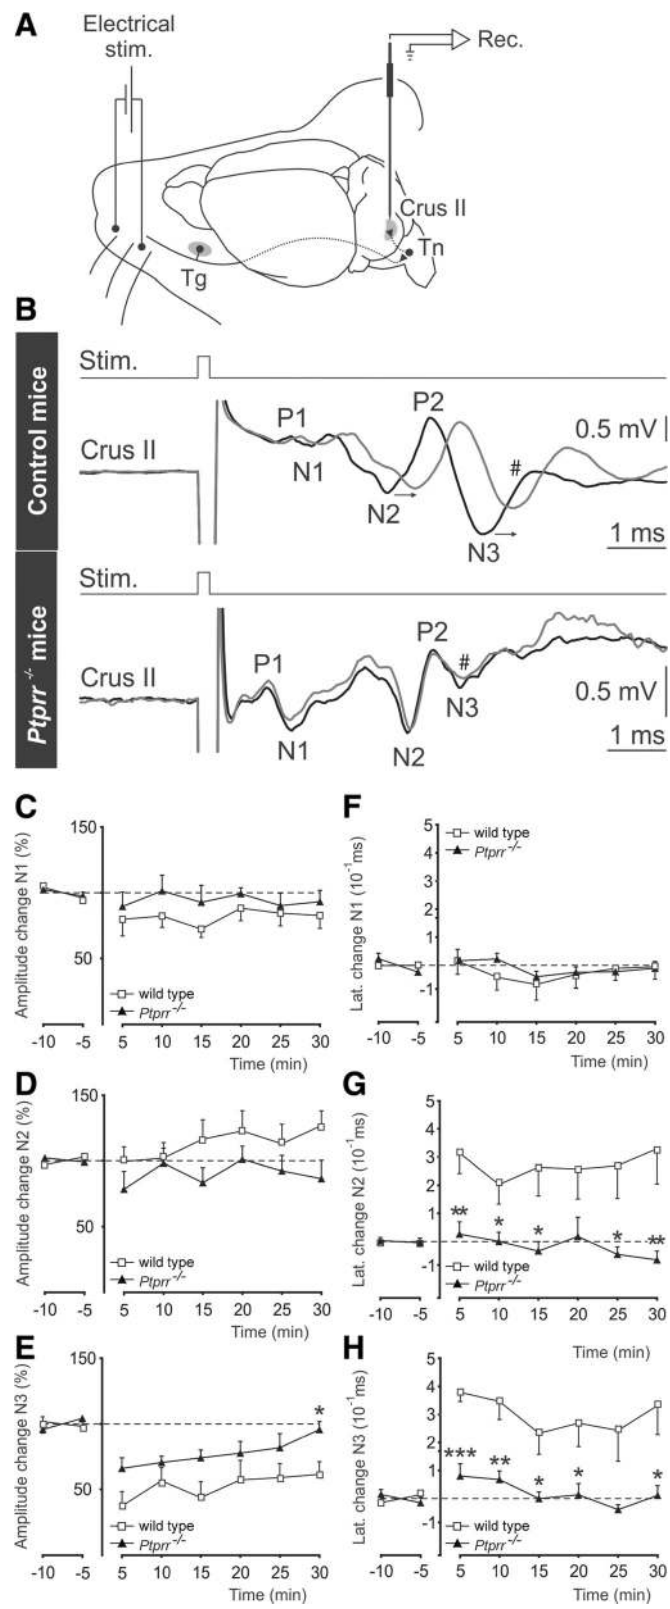 A
Electrical
stim.
Rec.
Crus II
Tn
Tg
B
Control mice
Stim.
P1
P2
0.5 mV
Crus II
#
N1
N2
N3
1 ms
Ptprr -/- mice
Stim.
P2
P1
#
Crus II
0.5 mV
N3
N1
N2
1 ms
C
150
Amplitude change N1 (%)
50
wild type
Ptprr-/-
-10 -5 5 10 15 20 25 30
Time (min)
F
5
4
3
2
1
-1
Lat. change N1 (10-1ms)
wild type
Ptprr-/-
-10 -5 5 10 15 20 25 30
Time (min)
D
150
Amplitude change N2 (%)
50
wild type
Ptprr-/-
-10 -5 5 10 15 20 25 30
Time (min)
G
5
4
3
2
1
-1
Lat. change N2 (10-1ms)
** * * * **
wild type
Ptprr-/-
-10 -5 5 10 15 20 25 30
Time (min)
E
150
Amplitude change N3 (%)
*
50
wild type
Ptprr-/-
-10 -5 5 10 15 20 25 30
Time (min)
H
Time (min)
5
4
3
2
1
-1
Lat. change N3 (10-1ms)
*** ** * * *
wild type
Ptprr-/-
-10 -5 5 10 15 20 25 30
Time (min)